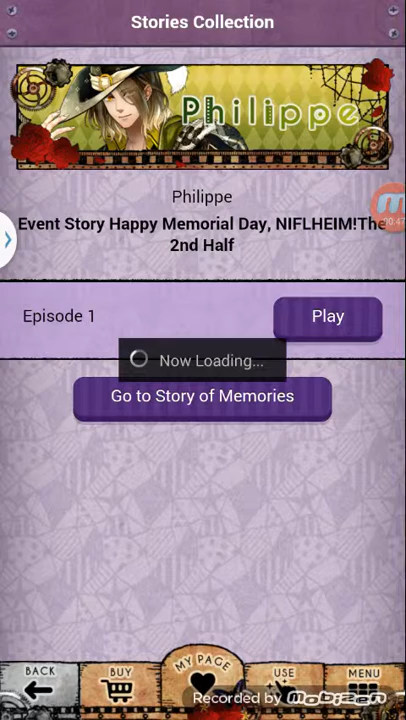 Stories Collection
Philippe
Philippe
Event Story Happy Memorial Day, NIFLHEIM!The
2nd Half
Episode 1
Play
Now Loading...
Go to Story of Memories
BACK
BUY
MY PAGE
USE
MENU
Recorded by Mobizen